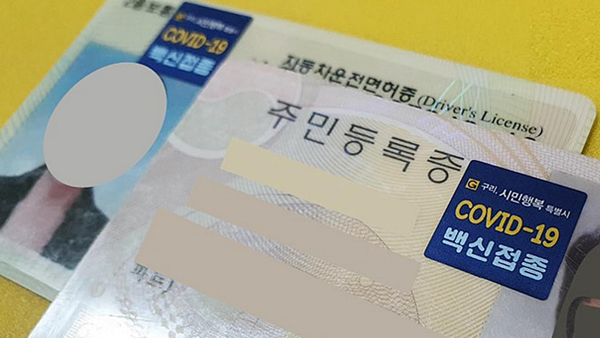 구리, 시민행복 특별시
COVID-19
백신접종
자동차운전면허증 (Driver's License)
주민등록증
구리, 시민행복 특별시
COVID-19
백신접종